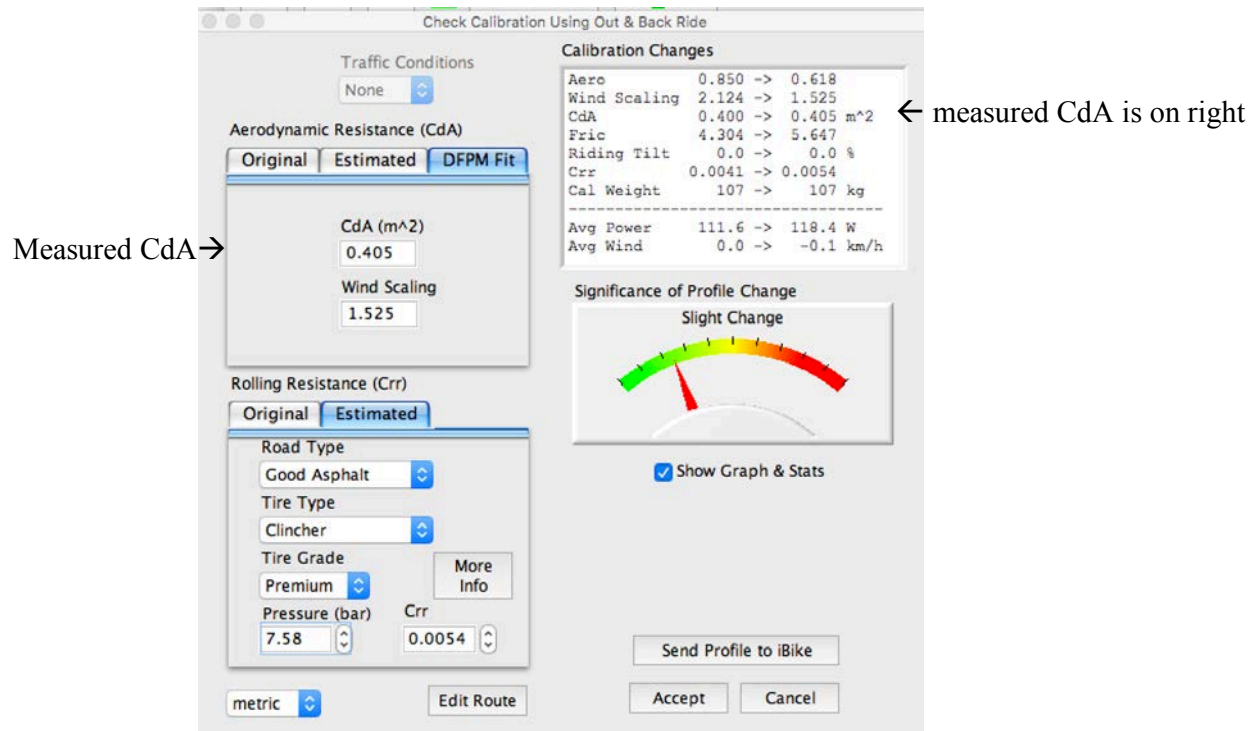 Check Calibration Using Out & Back Ride
Traffic Conditions
None
Aerodynamic Resistance (CdA)
Original Estimated DFPM Fit
CdA (m^2)
0.405
Wind Scaling
1.525
Measured CdA→
Rolling Resistance (Crr)
Original Estimated
Road Type
Good Asphalt
Tire Type
Clincher
Tire Grade
Premium
More
Info
Pressure (bar) Crr
7.58 0.0054
metric
Edit Route
Calibration Changes
Aero 0.850 -> 0.618
Wind Scaling 2.124 -> 1.525
CdA 0.400 -> 0.405 m^2
Fric 4.304 -> 5.647
Riding Tilt 0.0 -> 0.0 %
Crr 0.0041 -> 0.0054
Cal Weight 107 -> 107 kg
-----------------------------------
Avg Power 111.6 -> 118.4 W
Avg Wind 0.0 -> -0.1 km/h
← measured CdA is on right
Significance of Profile Change
Slight Change
Show Graph & Stats
Send Profile to iBike
Accept Cancel